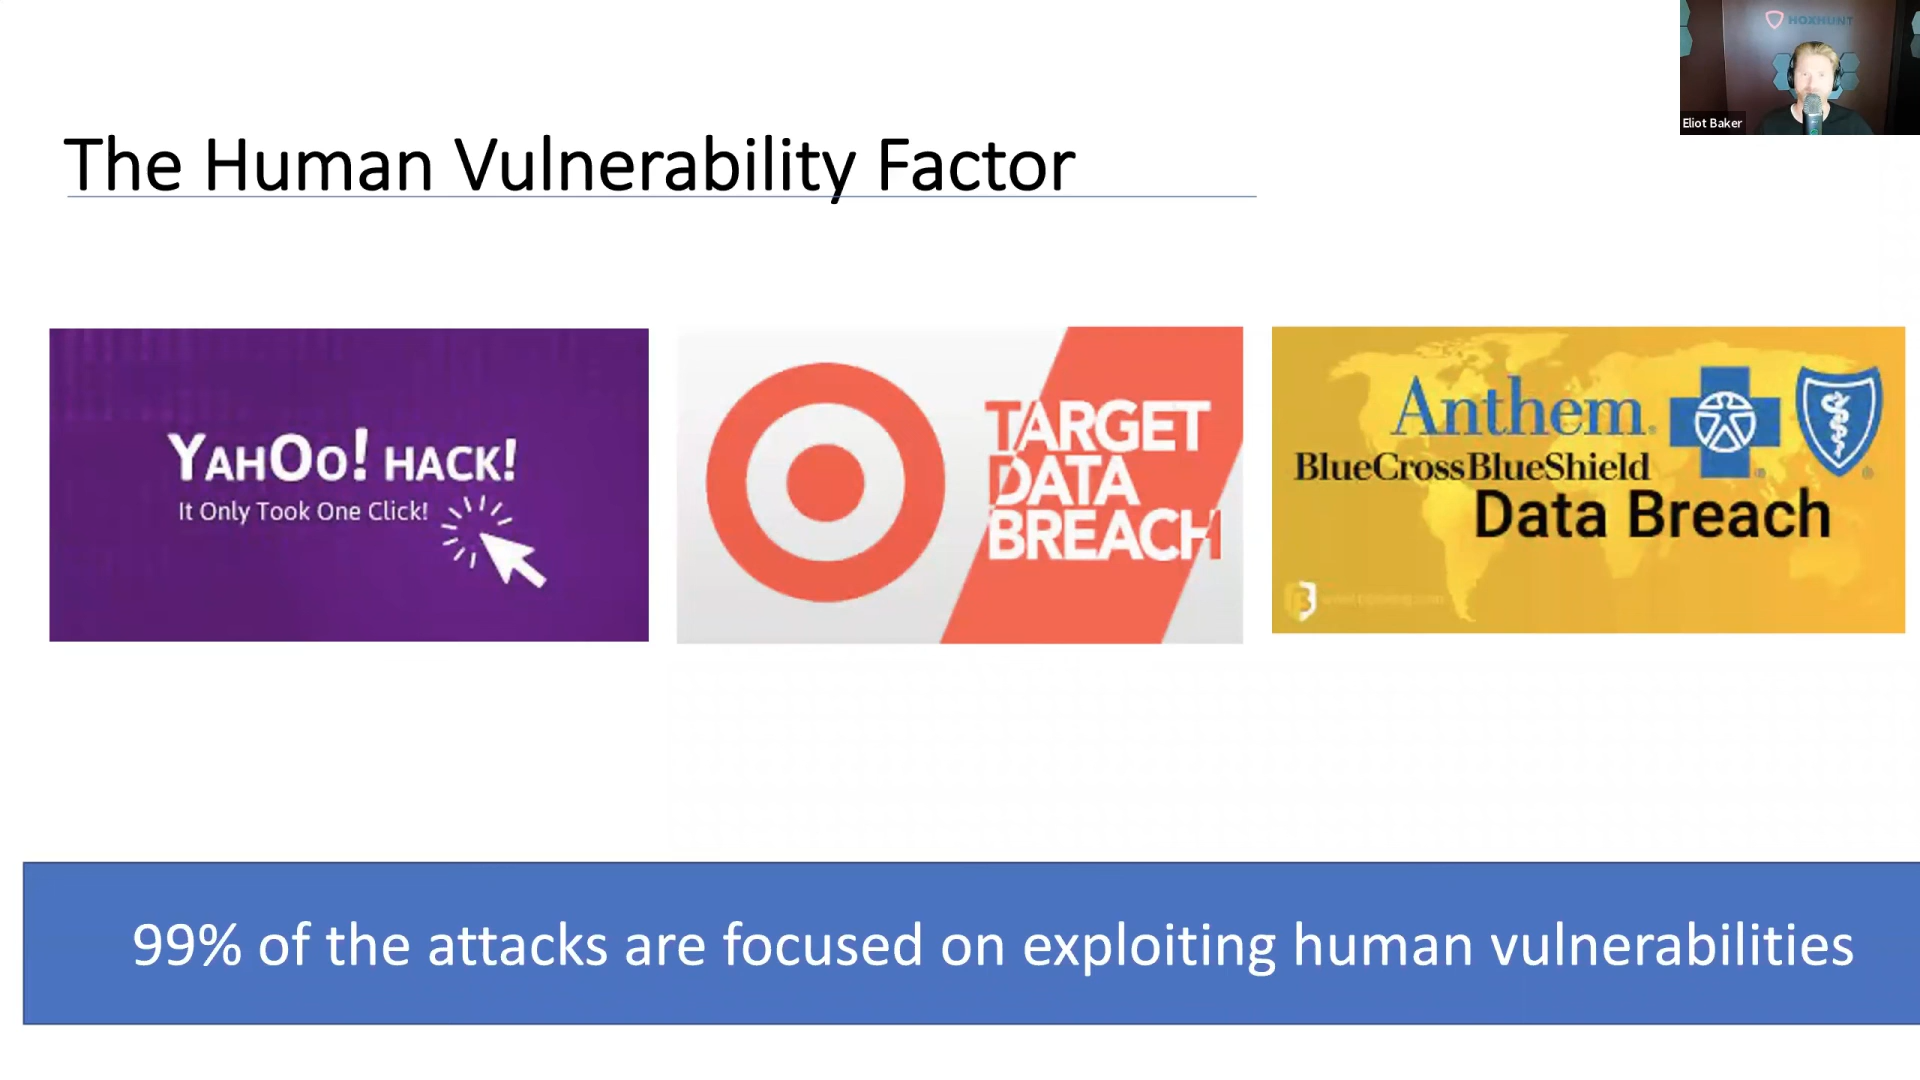 HOXHUNT
Eliot Baker
The Human Vulnerability Factor
YAHOO! HACK!
It Only Took One Click!
TARGET
DATA
BREACH
Anthem®
BlueCrossBlueShield
Data Breach
99% of the attacks are focused on exploiting human vulnerabilities